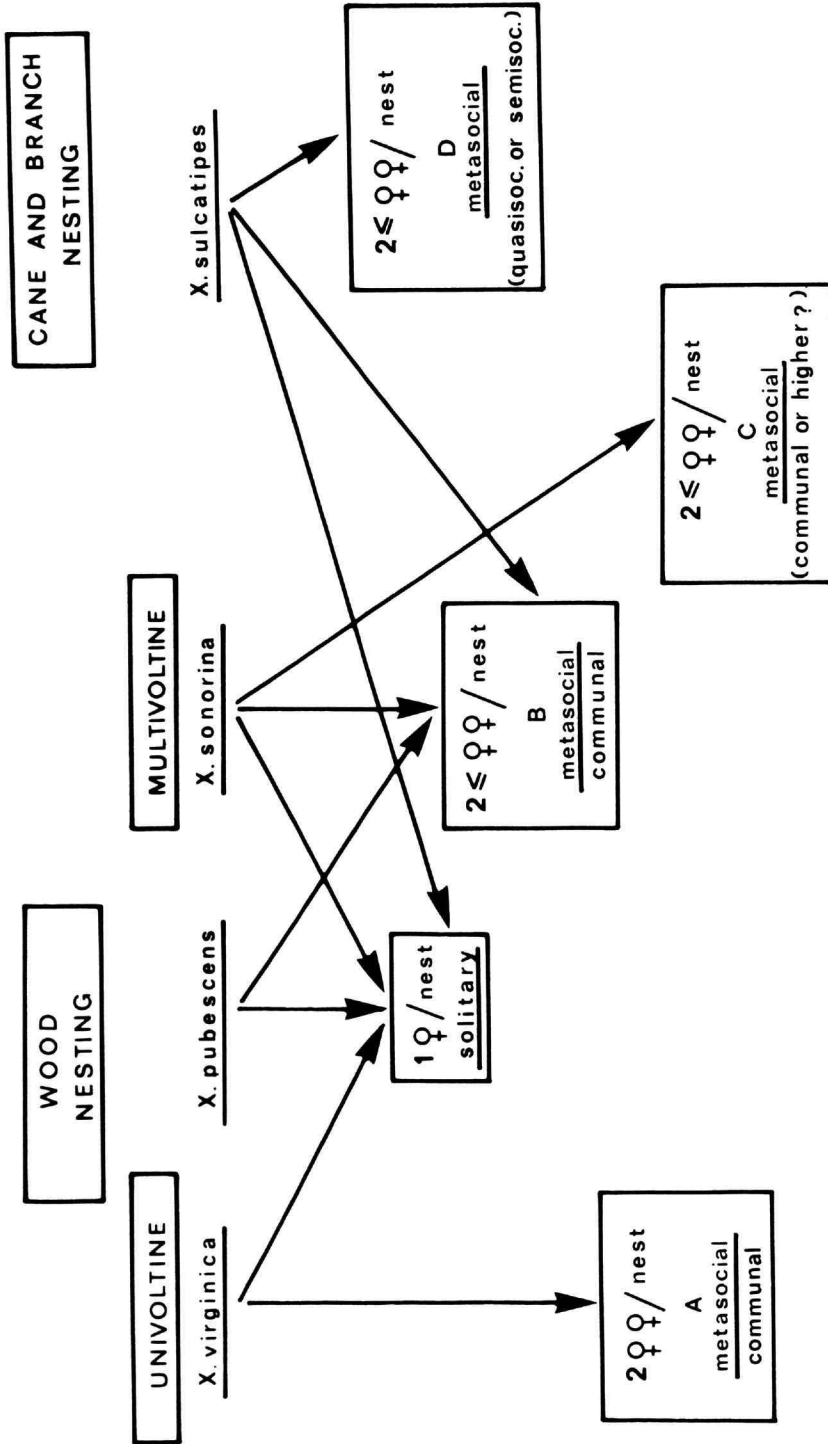 WOOD
NESTING
CANE AND BRANCH
NESTING
UNIVOLTINE
MULTIVOLTINE
X.virginica
X.pubescens
X.sonorina
X.sulcatipes
1♀/nest
solitary
2♀♀/nest
A
metasocial
communal
2≤♀♀/nest
B
metasocial
communal
2≤♀♀/nest
C
metasocial
(communal or higher?)
2≤♀♀/nest
D
metasocial
(quasisoc. or semisoc.)